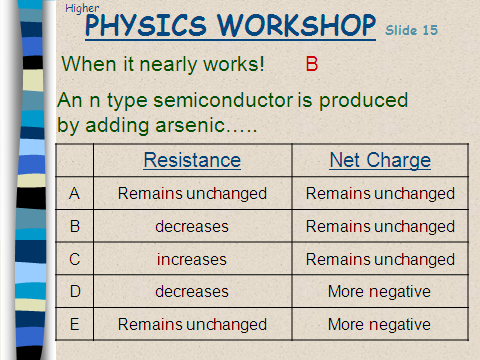 Higher
PHYSICS WORKSHOP Slide 15
When it nearly works! B
An n type semiconductor is produced
by adding arsenic…..
Resistance Net Charge
A Remains unchanged Remains unchanged
B decreases Remains unchanged
C increases Remains unchanged
D decreases More negative
E Remains unchanged More negative